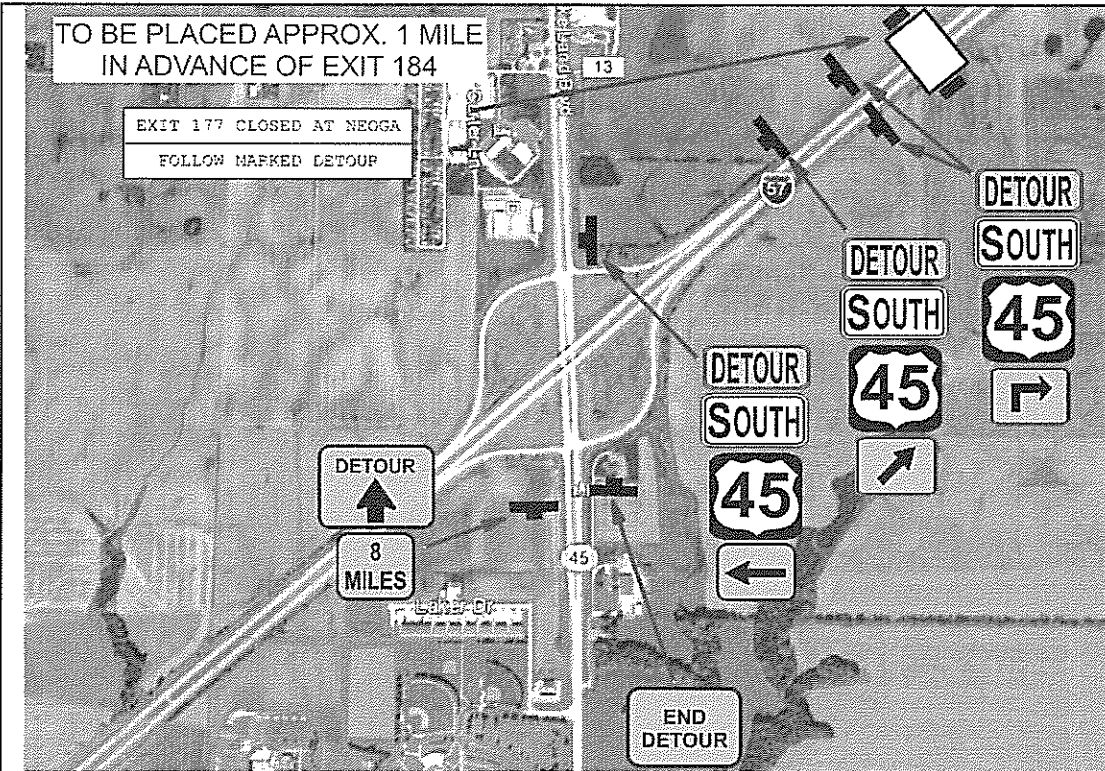 TO BE PLACED APPROX. 1 MILE
IN ADVANCE OF EXIT 184
EXIT 177 CLOSED AT NEOGA
FOLLOW MARKED DETOUR
13
57
DETOUR
SOUTH
45
DETOUR
SOUTH
45
DETOUR
SOUTH
45
DETOUR
8
MILES
45
Laker Dr
END
DETOUR